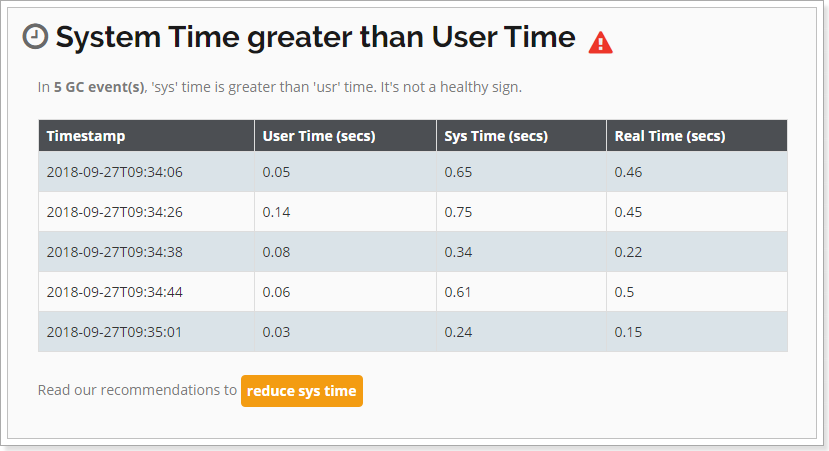 System Time greater than User Time
In 5 GC event(s), 'sys' time is greater than 'usr' time. It's not a healthy sign.
Timestamp User Time (secs) Sys Time (secs) Real Time (secs)
2018-09-27T09:34:06 0.05 0.65 0.46
2018-09-27T09:34:26 0.14 0.75 0.45
2018-09-27T09:34:38 0.08 0.34 0.22
2018-09-27T09:34:44 0.06 0.61 0.5
2018-09-27T09:35:01 0.03 0.24 0.15
Read our recommendations to reduce sys time